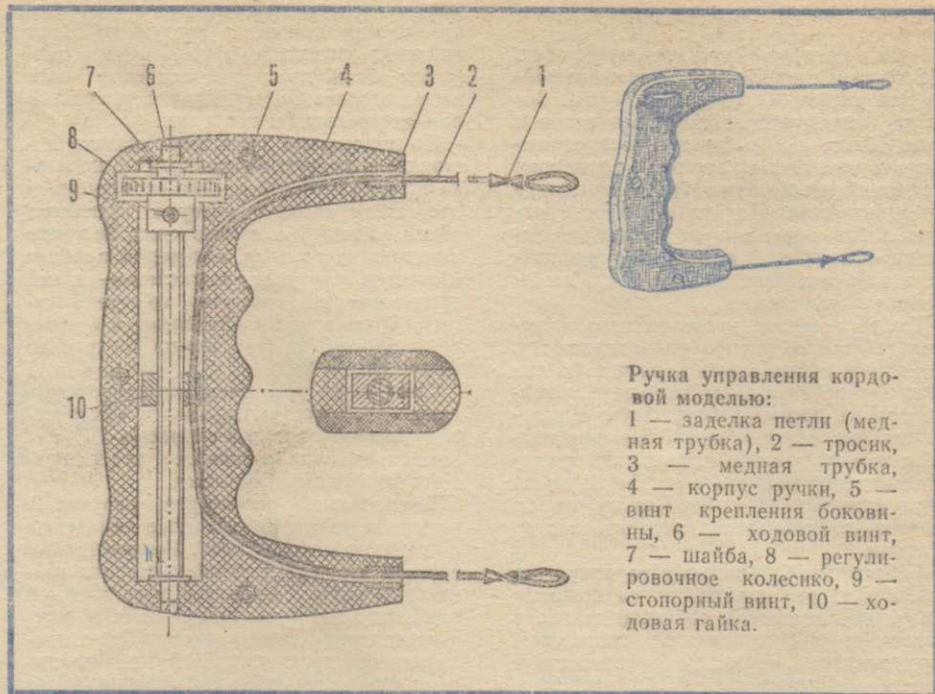 7 6 5 4 3 2 1
8
9
10
Ручка управления кордо-
вой моделью:
1 — заделка петли (мед-
ная трубка), 2 — тросик,
3 — медная трубка,
4 — корпус ручки, 5 —
винт крепления бокови-
ны, 6 — ходовой винт,
7 — шайба, 8 — регули-
ровочное колесико, 9 —
стопорный винт, 10 — хо-
довая гайка.